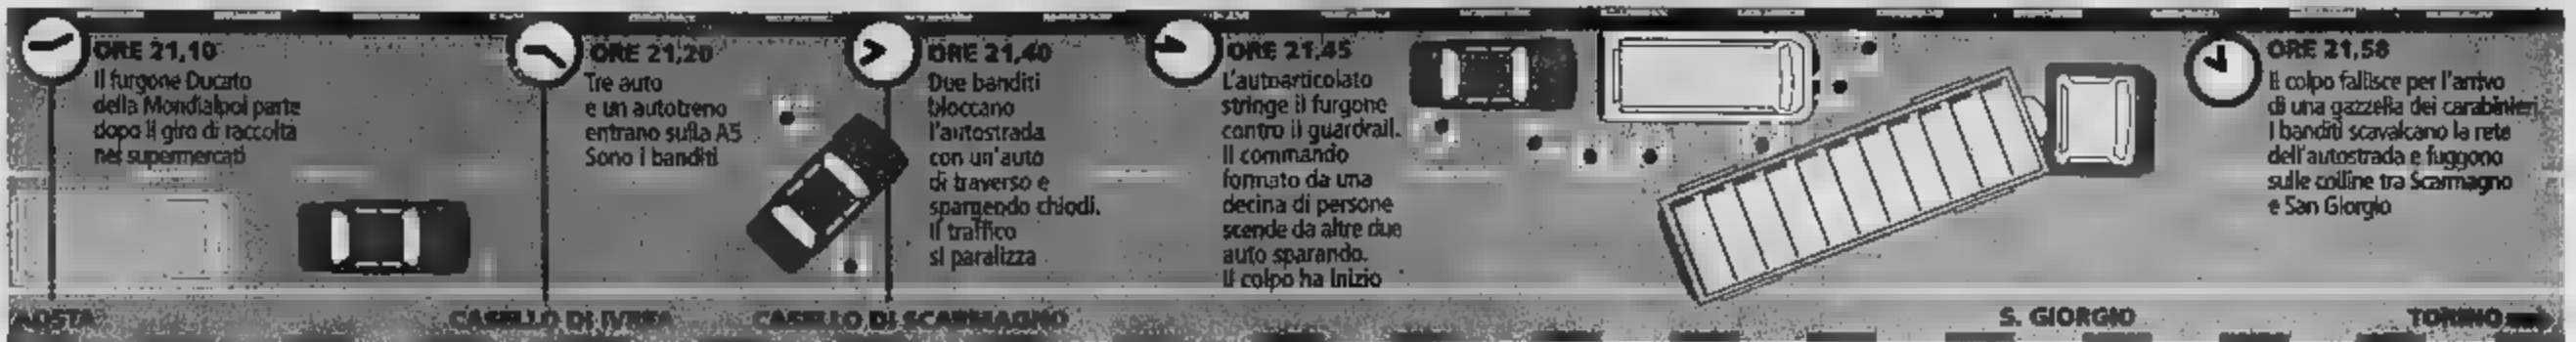 ORE 21,10
Il furgone Ducato
della Mondialpol parte
dopo il giro di raccolta
nei supermercati
ORE 21,20
Tre auto
e un autotreno
entrano sulla A5
Sono i banditi
ORE 21,40
Due banditi
bloccano
l'autostrada
con un'auto
di traverso e
spargendo chiodi.
Il traffico
si paralizza
ORE 21,45
L'autoarticolato
stringe il furgone
contro il guardrail.
Il commando
formato da una
decina di persone
scende da altre due
auto sparando.
Il colpo ha inizio
ORE 21,58
Il colpo fallisce per l'arrivo
di una gazzella dei carabinieri
I banditi scavalcano la rete
dell'autostrada e fuggono
sulle colline tra Scarmagno
e San Giorgio
AOSTA
CASELLO DI IVREA
CASELLO DI SCARMAGNO
S. GIORGIO
TORINO